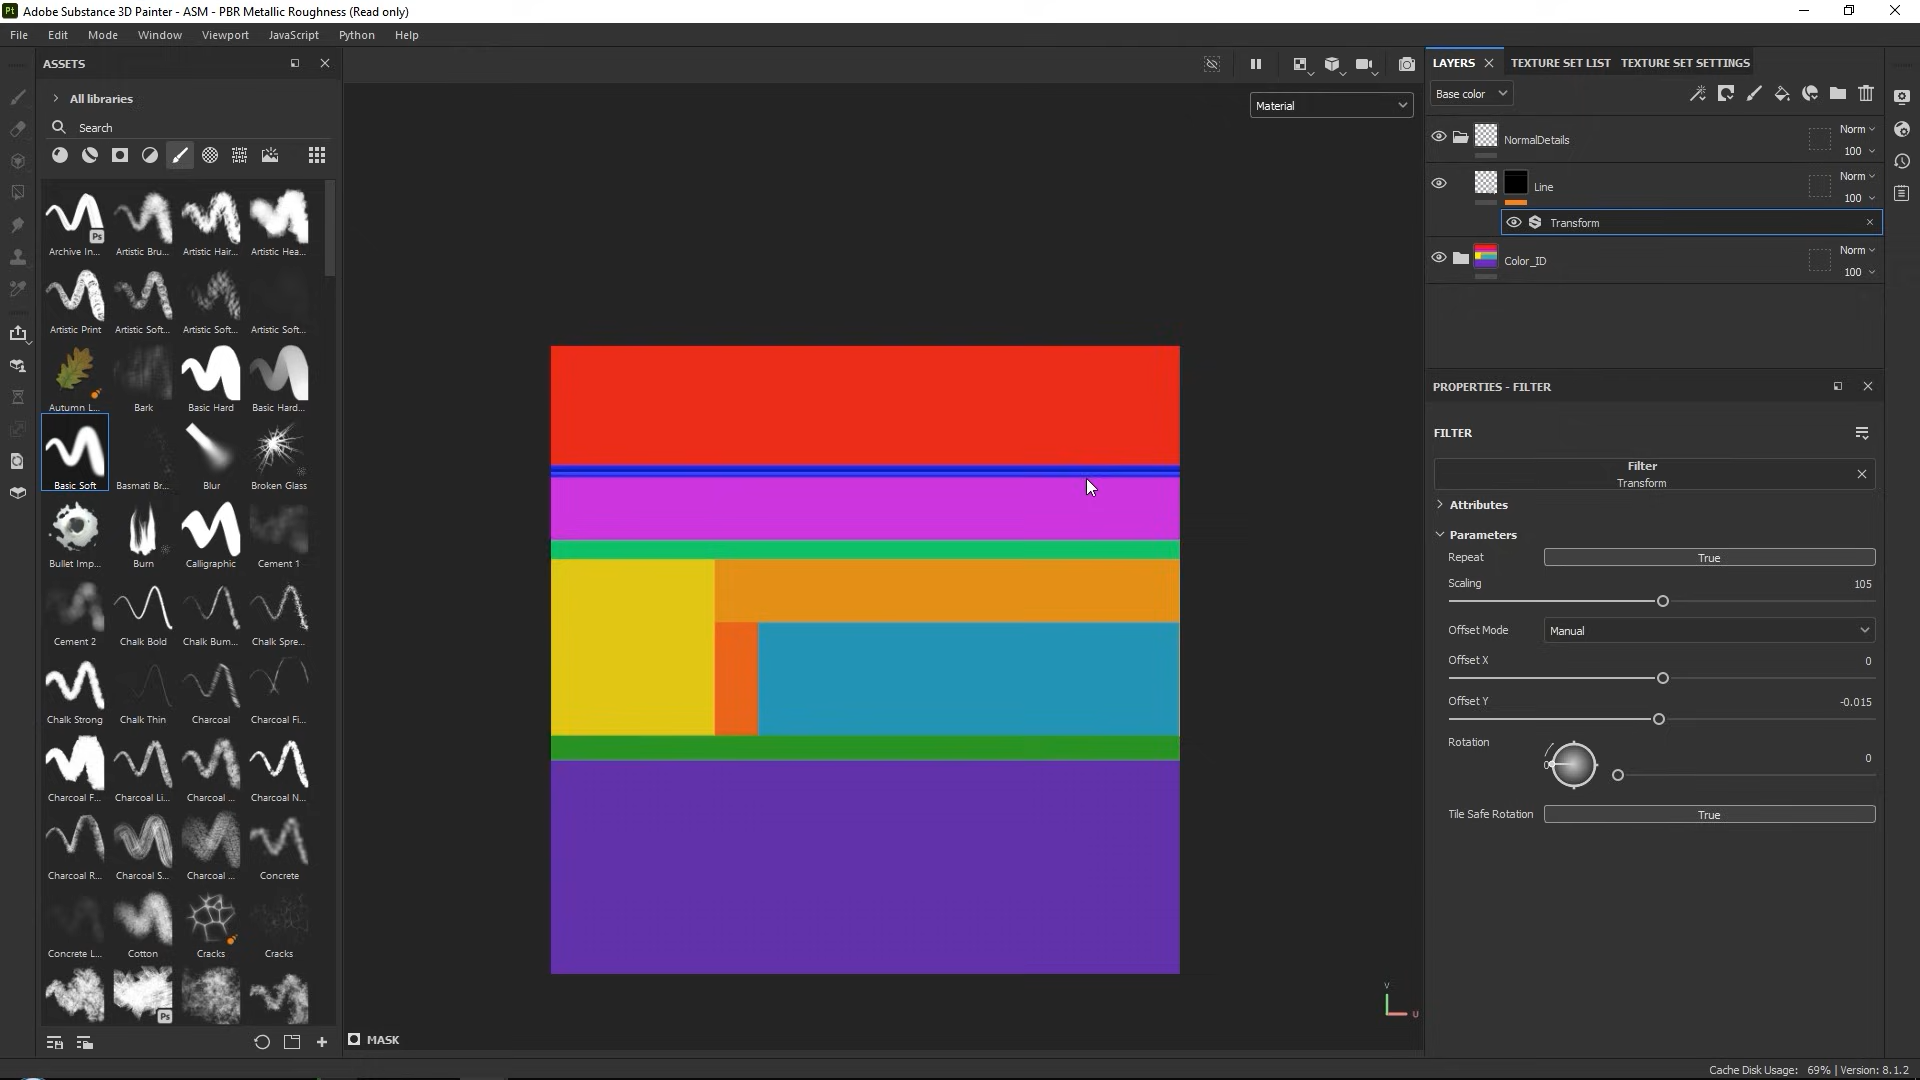 Adobe Substance 3D Painter - ASM - PBR Metallic Roughness (Read only)
File Edit Mode Window Viewport JavaScript Python Help
ASSETS
All libraries
Search
Archive In... Artistic Bru... Artistic Hair... Artistic Hea...
Artistic Print Artistic Soft... Artistic Soft... Artistic Soft...
Autumn L... Bark Basic Hard Basic Hard...
Basic Soft Basmati Br... Blur Broken Glass
Bullet Imp... Burn Calligraphic Cement 1
Cement 2 Chalk Bold Chalk Bum... Chalk Spre...
Chalk Strong Chalk Thin Charcoal Charcoal Fi...
Charcoal F... Charcoal Li... Charcoal ... Charcoal N...
Charcoal R... Charcoal S... Charcoal ... Concrete
Concrete L... Cotton Cracks Cracks
Material
MASK
V
U
LAYERS TEXTURE SET LIST TEXTURE SET SETTINGS
Base color
NormalDetails Norm
100
Line Norm
100
Transform
Color_ID Norm
100
PROPERTIES - FILTER
FILTER
Filter
Transform
Attributes
Parameters
Repeat True
Scaling 105
Offset Mode Manual
Offset X 0
Offset Y -0.015
Rotation 0 0
Tile Safe Rotation True
Cache Disk Usage: 69% | Version: 8.1.2